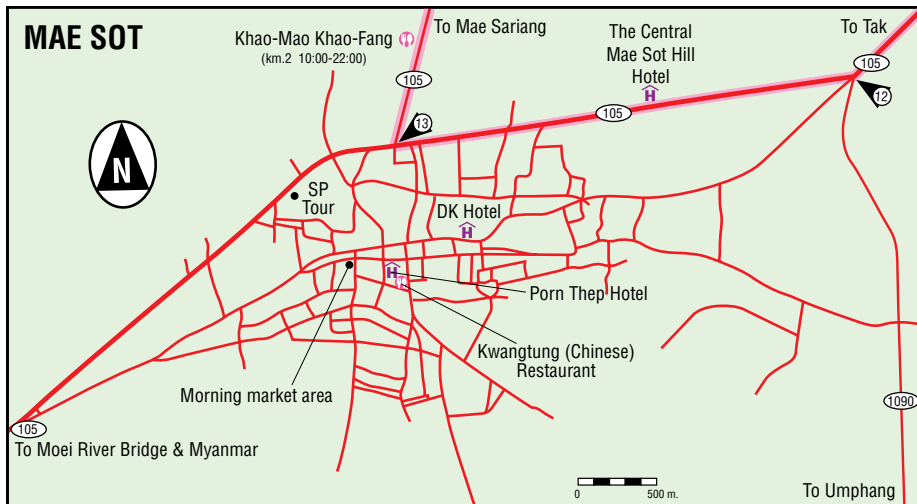 MAE SOT
Khao-Mao Khao-Fang
(km.2 10:00-22:00)
To Mae Sariang
The Central
Mae Sot Hill
Hotel
To Tak
105
105
105
12
13
N
SP
Tour
DK Hotel
H
H
H
Porn Thep Hotel
Kwangtung (Chinese)
Restaurant
Morning market area
105
To Moei River Bridge & Myanmar
1090
0 500 m.
To Umphang